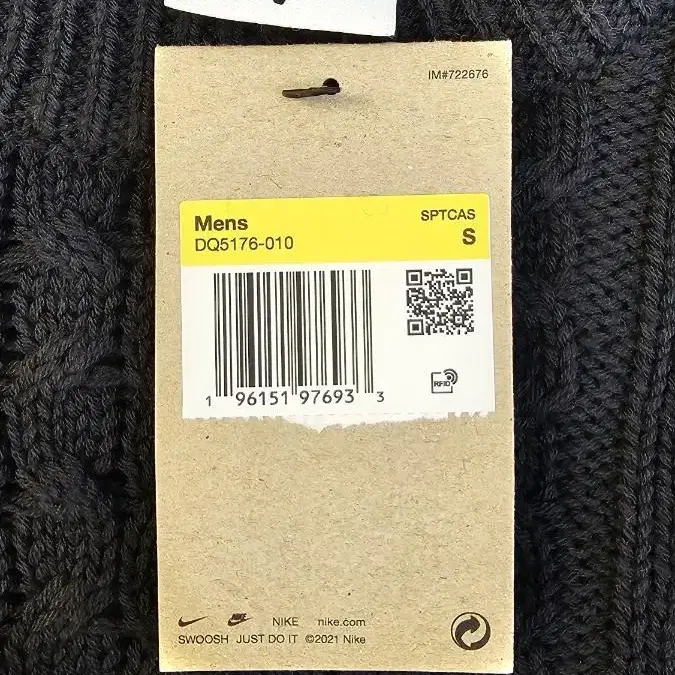 IM#722676
Mens SPTCAS
DQ5176-010 S
RFID
1 96151 97693 3
NIKE NIKE nike.com
SWOOSH JUST DO IT ©2021 Nike